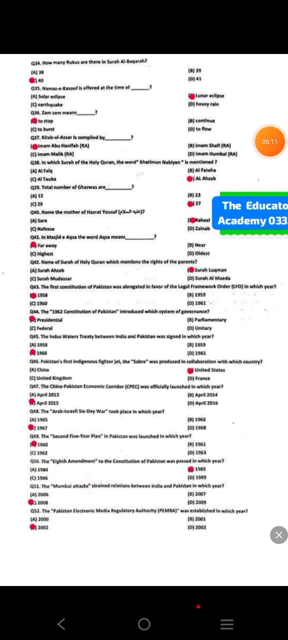 Q34. How many Rukus are there in Surah Al-Baqarah?
(A) 38 (B) 39
40 (D) 41
Q35. Namaz-e-Kasoof is offered at the time of ______?
(A) Solar eclipse Lunar eclipse
(C) earthquake (D) heavy rain
Q36. Zam zam means ______?
to stop (B) continue
(C) to burst (D) to flow
06:11
Q37. Kitab-ul-Assar is compiled by ______?
Imam Abu Hanifah (RA) (B) Imam Shafi (RA)
(C) Imam Malik (RA) (D) Imam Humbal (RA)
Q38. In which Surah of the Holy Quran, the word" Khatimun Nabiyen" is mentioned ?
(A) Al Falq (B) Al Fateha
(C) Al Tauba AL Ahzab
Q39. Total number of Ghazwas are ______?
(A) 33 (B) 23
(C) 29 27
The Educato
Academy 033
Q40. Name the mother of Hazrat Yousaf (عليه السلام)?
(A) Sara Raheel
(C) Rafeesa (D) Zainab
Q41. In Masjid e Aqsa the word Aqsa means ______?
Far away (B) Near
(C) Highest (D) Oldest
Q42. Name of Surah of Holy Quran which mentions the rights of the parents?
(A) Surah Ahzab Surah Luqman
(C) Surah Mudassar (D) Surah Al Maeda
Q43. The first constitution of Pakistan was abrogated in favor of the Legal Framework Order (LFO) in which year?
1958 (B) 1959
(C) 1960 (D) 1961
Q44. The "1962 Constitution of Pakistan" introduced which system of governance?
Presidential (B) Parliamentary
(C) Federal (D) Unitary
Q45. The Indus Waters Treaty between India and Pakistan was signed in which year?
(A) 1958 (B) 1959
1960 (D) 1961
Q46. Pakistan's first indigenous fighter jet, the "Sabre" was produced in collaboration with which country?
(A) China United States
(C) United Kingdom (D) France
Q47. The China-Pakistan Economic Corridor (CPEC) was officially launched in which year?
(A) April 2013 (B) April 2014
April 2015 (D) April 2016
Q48. The "Arab-Israeli Six-Day War" took place in which year?
(A) 1965 (B) 1966
1967 (D) 1968
Q49. The "Second Five-Year Plan" in Pakistan was launched in which year?
1960 (B) 1961
(C) 1962 (D) 1963
Q50. The "Eighth Amendment" to the Constitution of Pakistan was passed in which year?
(A) 1984 1985
(C) 1986 (D) 1989
Q51. The "Mumbai attacks" strained relations between India and Pakistan in which year?
(A) 2006 (B) 2007
2008 (D) 2009
Q52. The "Pakistan Electronic Media Regulatory Authority (PEMRA)" was established in which year?
(A) 2000 (B) 2001
2002 (D) 2003